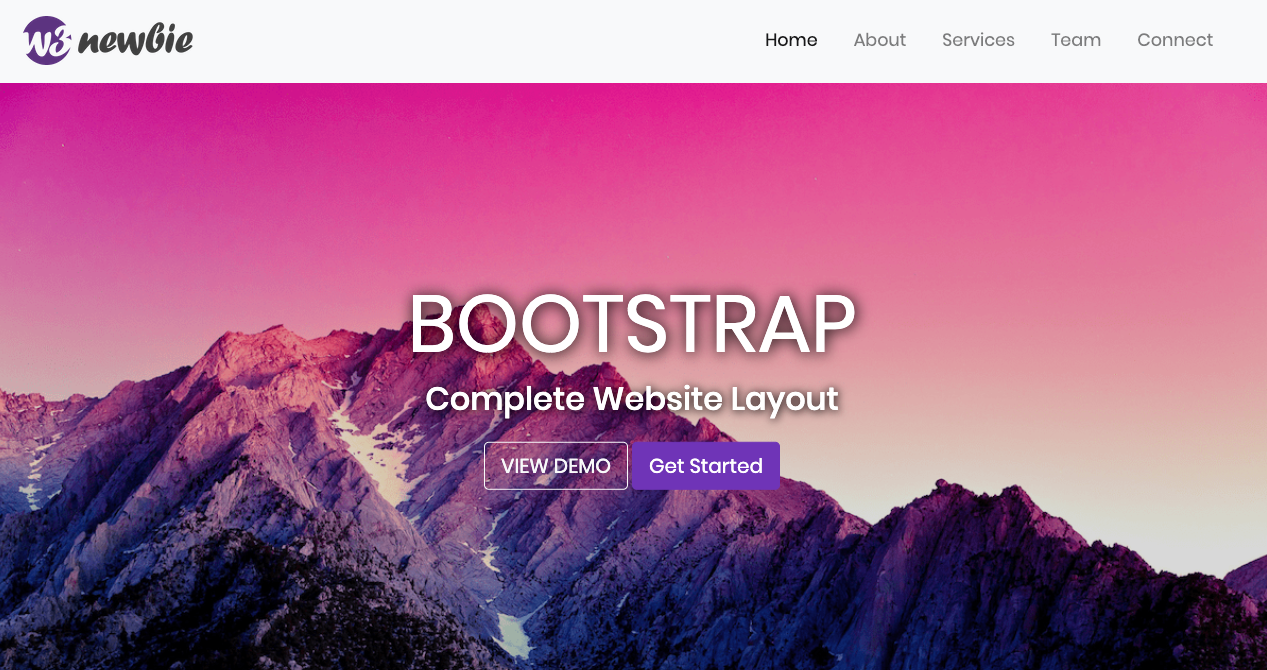 W3 newbie
Home About Services Team Connect
BOOTSTRAP
Complete Website Layout
VIEW DEMO Get Started